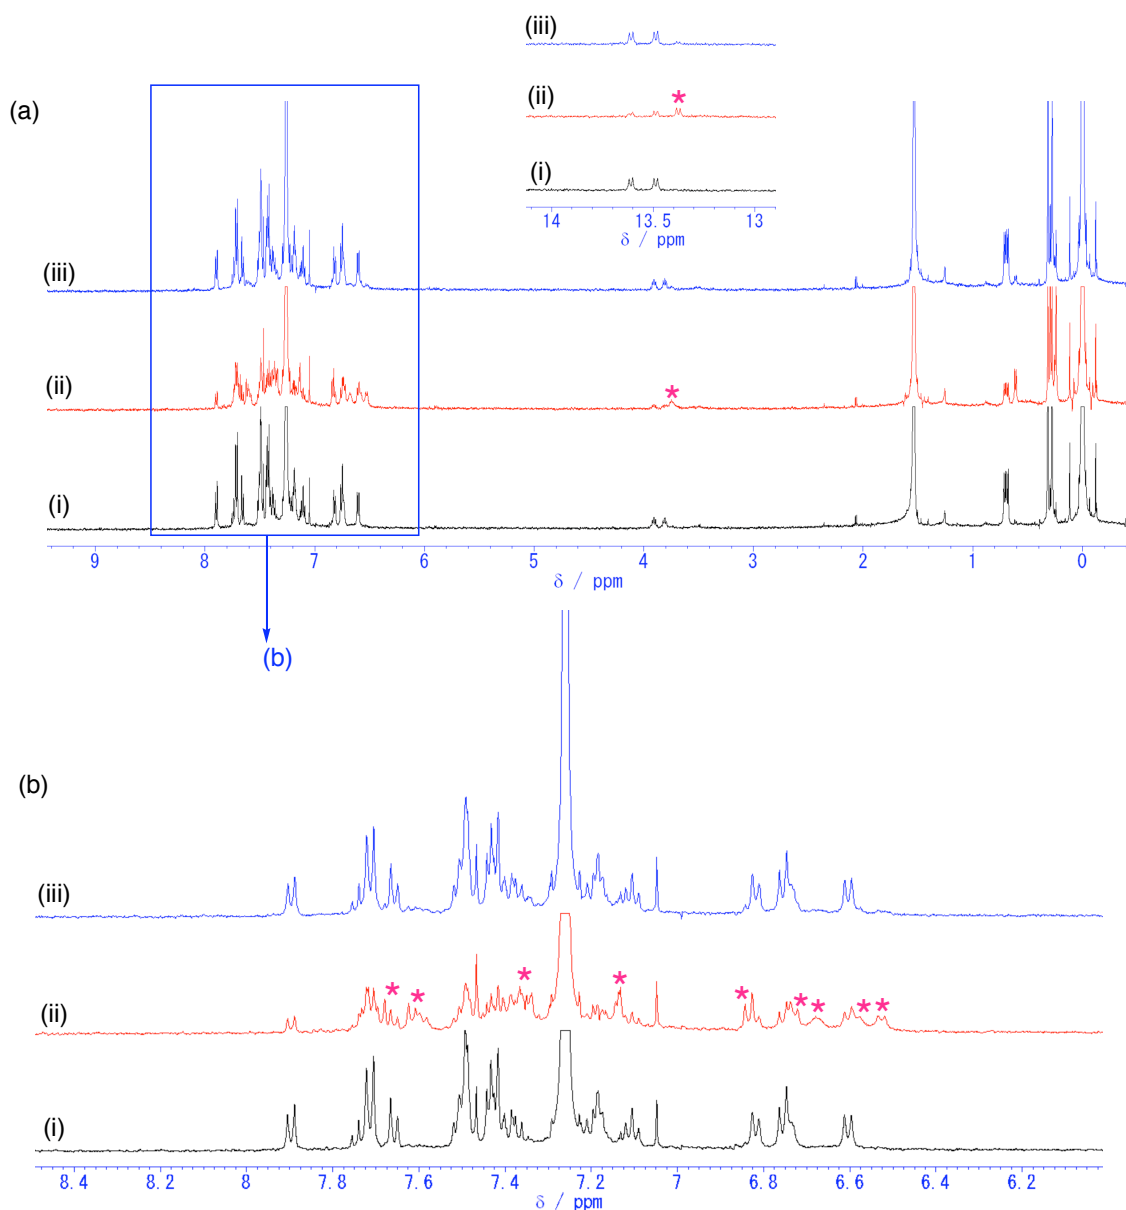 (iii)
(ii)
*
(i)
14 13.5 13
δ / ppm
(a)
(iii)
(ii)
*
(i)
9 8 7 6 5 4 3 2 1 0
δ / ppm
(b)
(b)
(iii)
(ii)
* * * * * * * * *
(i)
8.4 8.2 8 7.8 7.6 7.4 7.2 7 6.8 6.6 6.4 6.2
δ / ppm